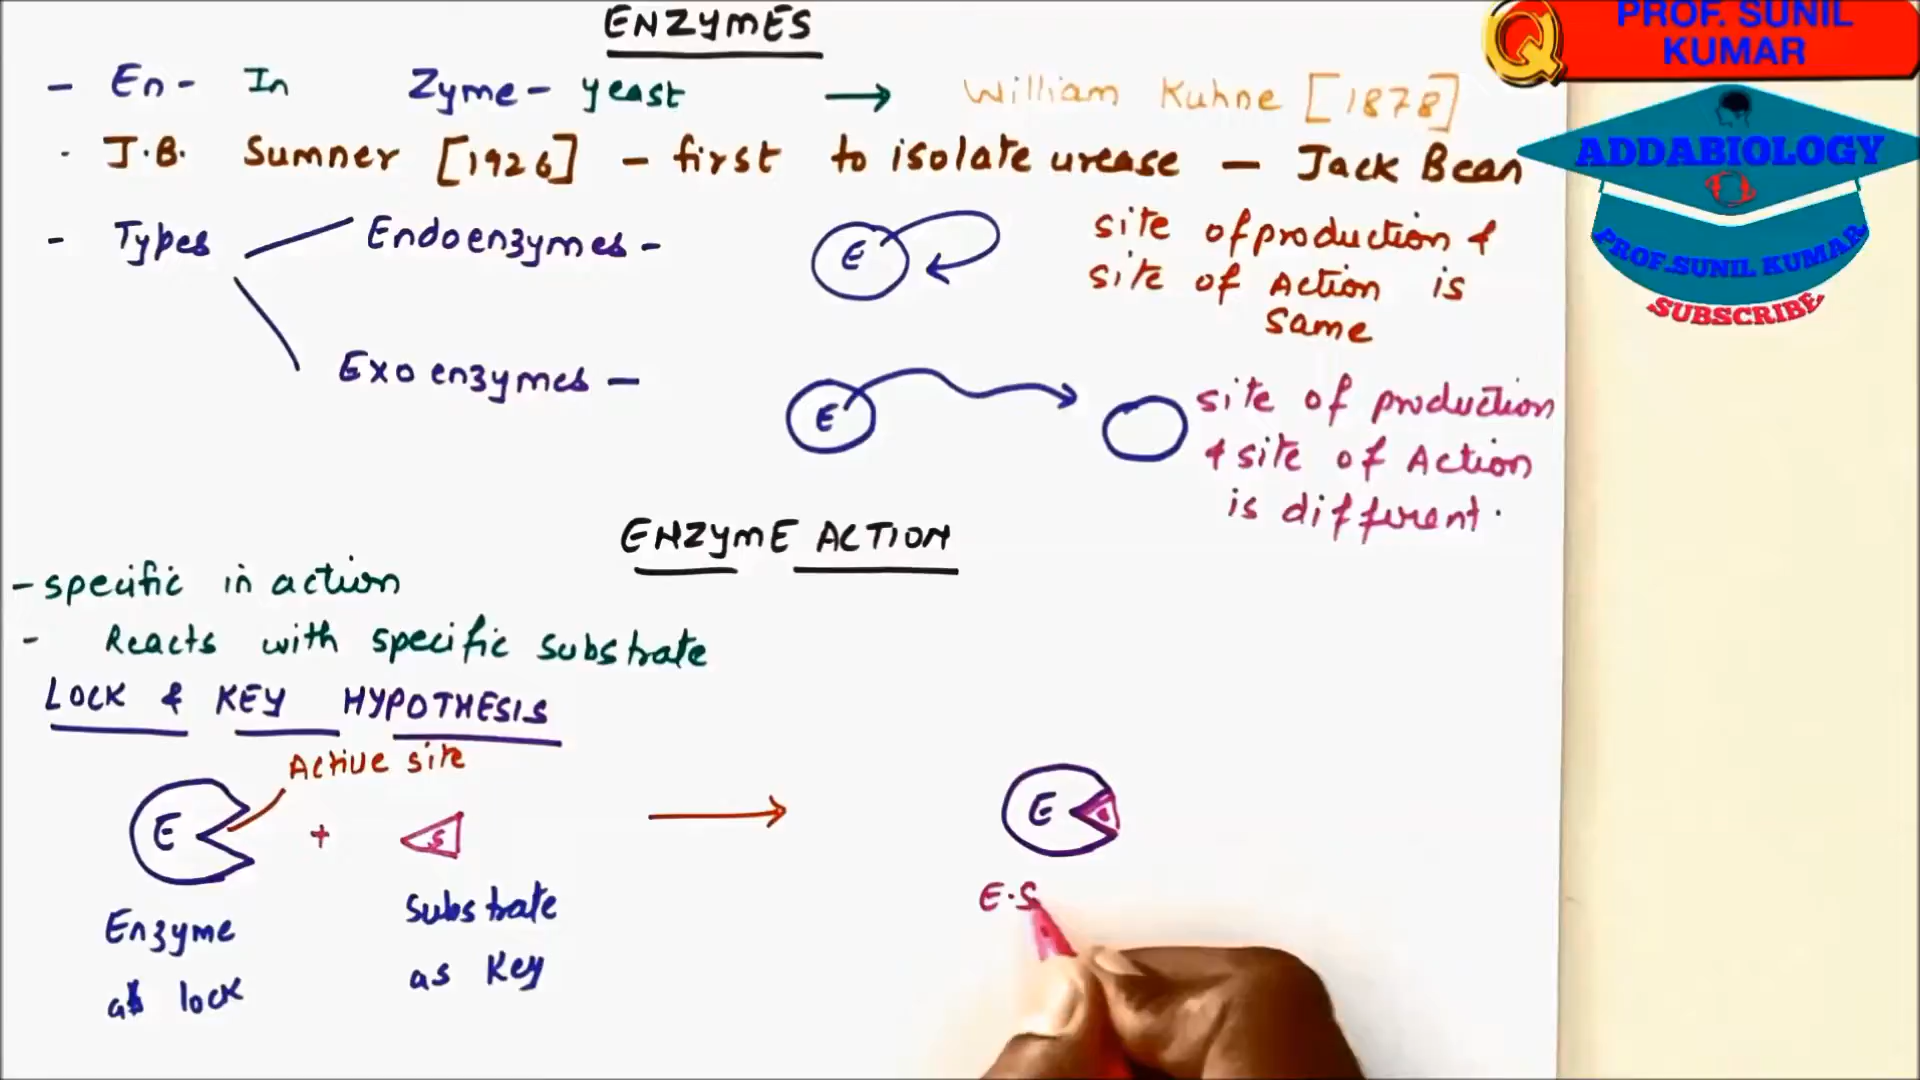 ENZYMES
- En - In Zyme - yeast → William Kuhne [1878]
· J.B. Sumner [1926] - first to isolate urease - Jack Bean
- Types Endoenzymes - E site of production &
site of Action is
same
Exoenzymes - E site of production
& site of Action
is different.
ENZYME ACTION
- specific in action
- Reacts with specific substrate
LOCK & KEY HYPOTHESIS
Active site
E + S → E
Enzyme
as lock
Substrate
as Key
E.S
PROF. SUNIL
KUMAR
ADDABIOLOGY
PROF.SUNIL KUMAR
SUBSCRIBE